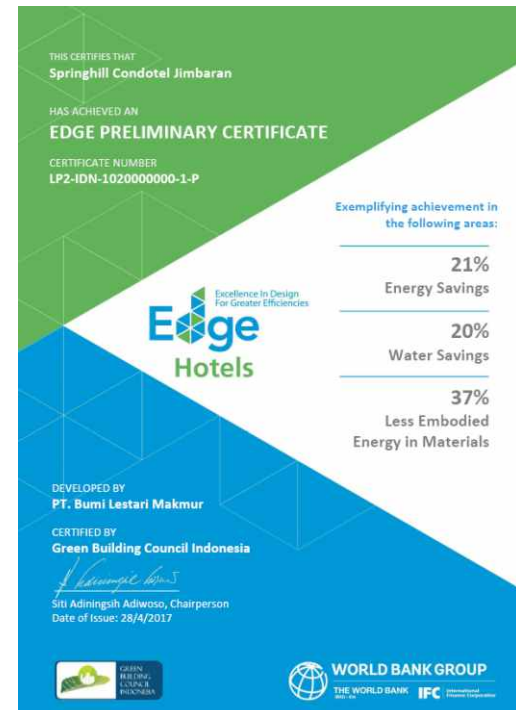 THIS CERTIFIES THAT
Springhill Condotel Jimbaran
HAS ACHIEVED AN
EDGE PRELIMINARY CERTIFICATE
CERTIFICATE NUMBER
LP2-IDN-1020000000-1-P
Exemplifying achievement in
the following areas:
21%
Energy Savings
20%
Water Savings
37%
Less Embodied
Energy in Materials
Excellence In Design
For Greater Efficiencies
Edge
Hotels
DEVELOPED BY
PT. Bumi Lestari Makmur
CERTIFIED BY
Green Building Council Indonesia
Siti Adiningsih Adiwoso, Chairperson
Date of Issue: 28/4/2017
GREEN
BUILDING
COUNCIL
INDONESIA
WORLD BANK GROUP
THE WORLD BANK
IFC
International
Finance Corporation